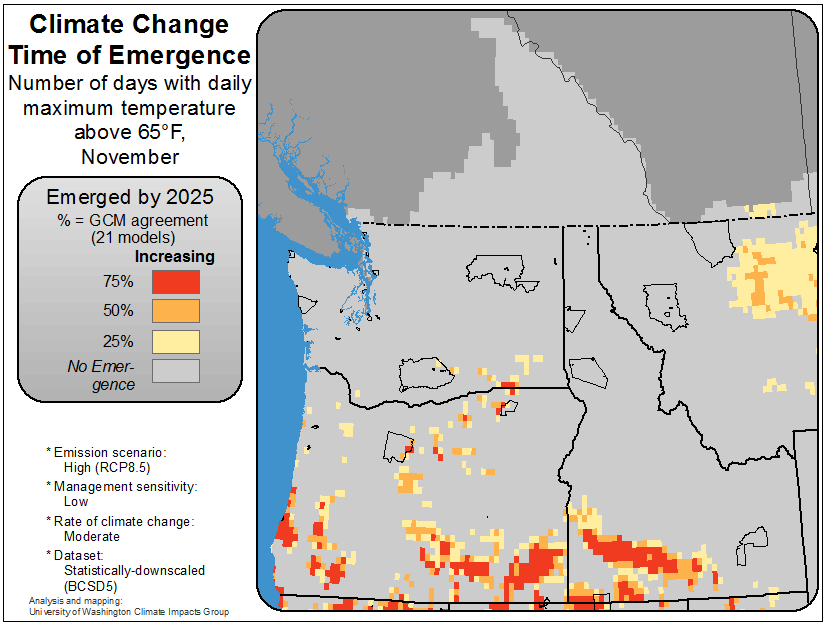 Climate Change
Time of Emergence
Number of days with daily
maximum temperature
above 65°F,
November
Emerged by 2025
% = GCM agreement
(21 models)
Increasing
75%
50%
25%
No Emer-
gence
* Emission scenario:
High (RCP8.5)
* Management sensitivity:
Low
* Rate of climate change:
Moderate
* Dataset:
Statistically-downscaled
(BCSD5)
Analysis and mapping:
University of Washington Climate Impacts Group